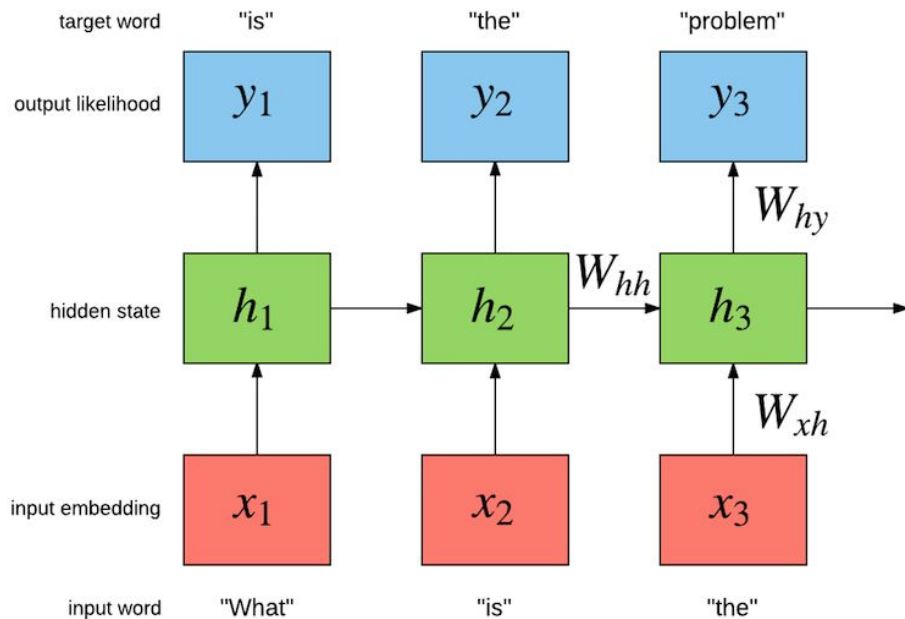 target word "is" "the" "problem"
output likelihood y₁ y₂ y₃
W_hy
W_hh
hidden state h₁ h₂ h₃
W_xh
input embedding x₁ x₂ x₃
input word "What" "is" "the"